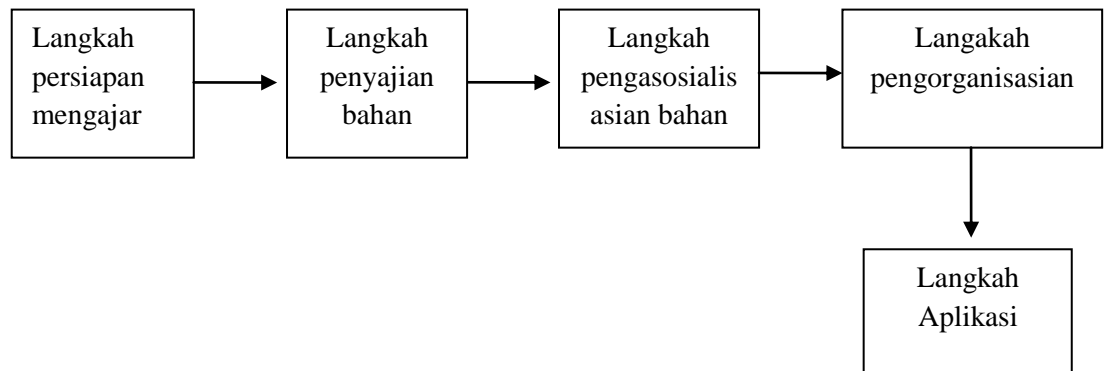 Langkah
persiapan
mengajar
Langkah
penyajian
bahan
Langkah
pengasosialis
asian bahan
Langakah
pengorganisasian
Langkah
Aplikasi